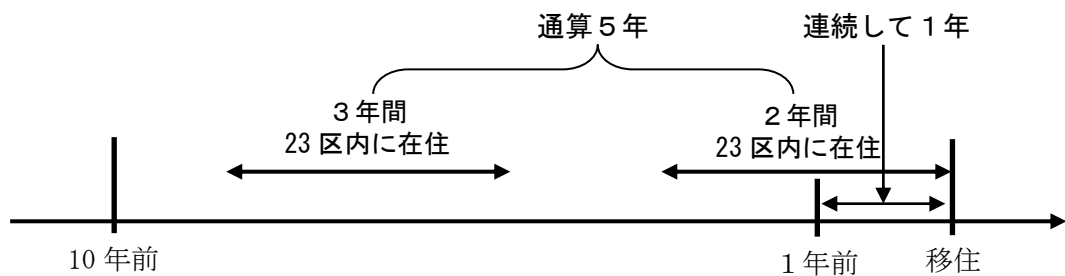 通算５年
連続して１年
３年間
23 区内に在住
２年間
23 区内に在住
10 年前
１年前
移住